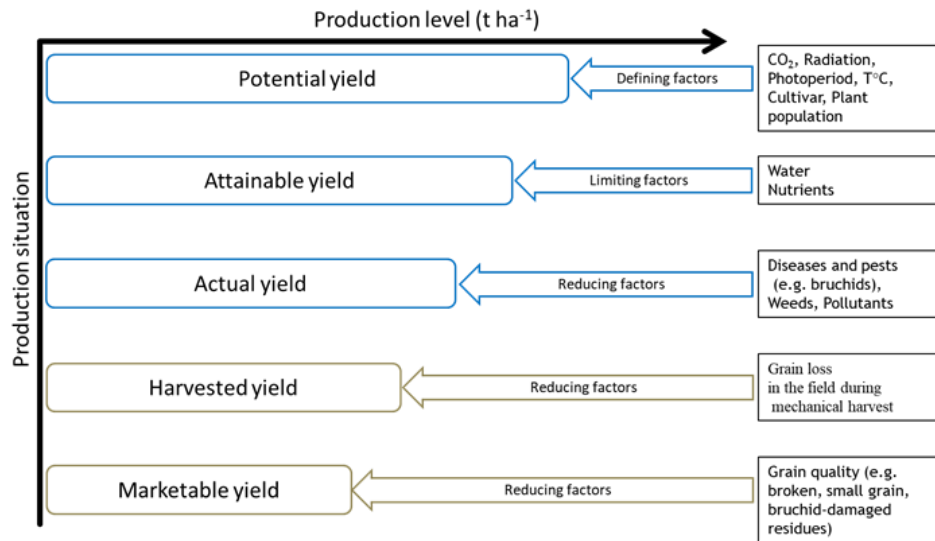 Production level (t ha⁻¹)
Production situation
Potential yield
Defining factors
CO₂, Radiation,
Photoperiod, T°C,
Cultivar, Plant
population
Attainable yield
Limiting factors
Water
Nutrients
Actual yield
Reducing factors
Diseases and pests
(e.g. bruchids),
Weeds, Pollutants
Harvested yield
Reducing factors
Grain loss
in the field during
mechanical harvest
Marketable yield
Reducing factors
Grain quality (e.g.
broken, small grain,
bruchid-damaged
residues)